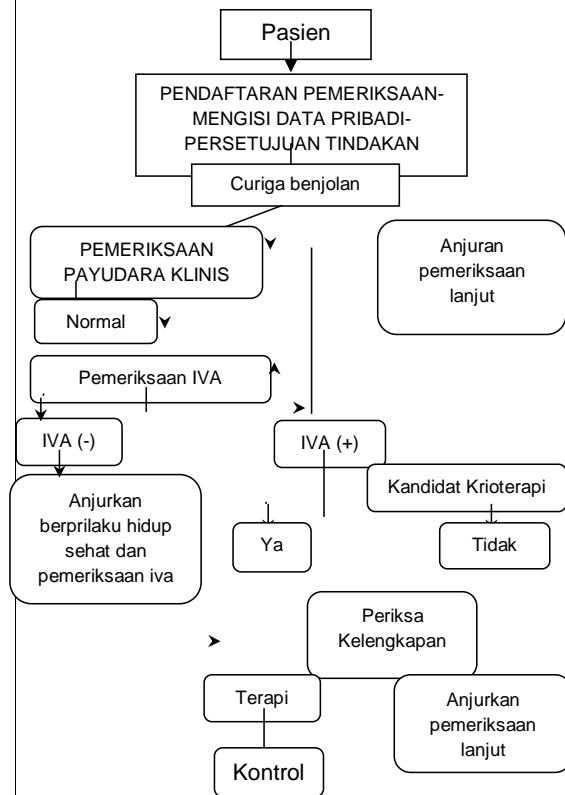 Pasien
PENDAFTARAN PEMERIKSAAN-
MENGISI DATA PRIBADI-
PERSETUJUAN TINDAKAN
Curiga benjolan
PEMERIKSAAN
PAYUDARA KLINIS
Anjuran
pemeriksaan
lanjut
Normal
Pemeriksaan IVA
IVA (-)
IVA (+)
Kandidat Krioterapi
Anjurkan
berprilaku hidup
sehat dan
pemeriksaan iva
Ya
Tidak
Periksa
Kelengkapan
Terapi
Anjurkan
pemeriksaan
lanjut
Kontrol